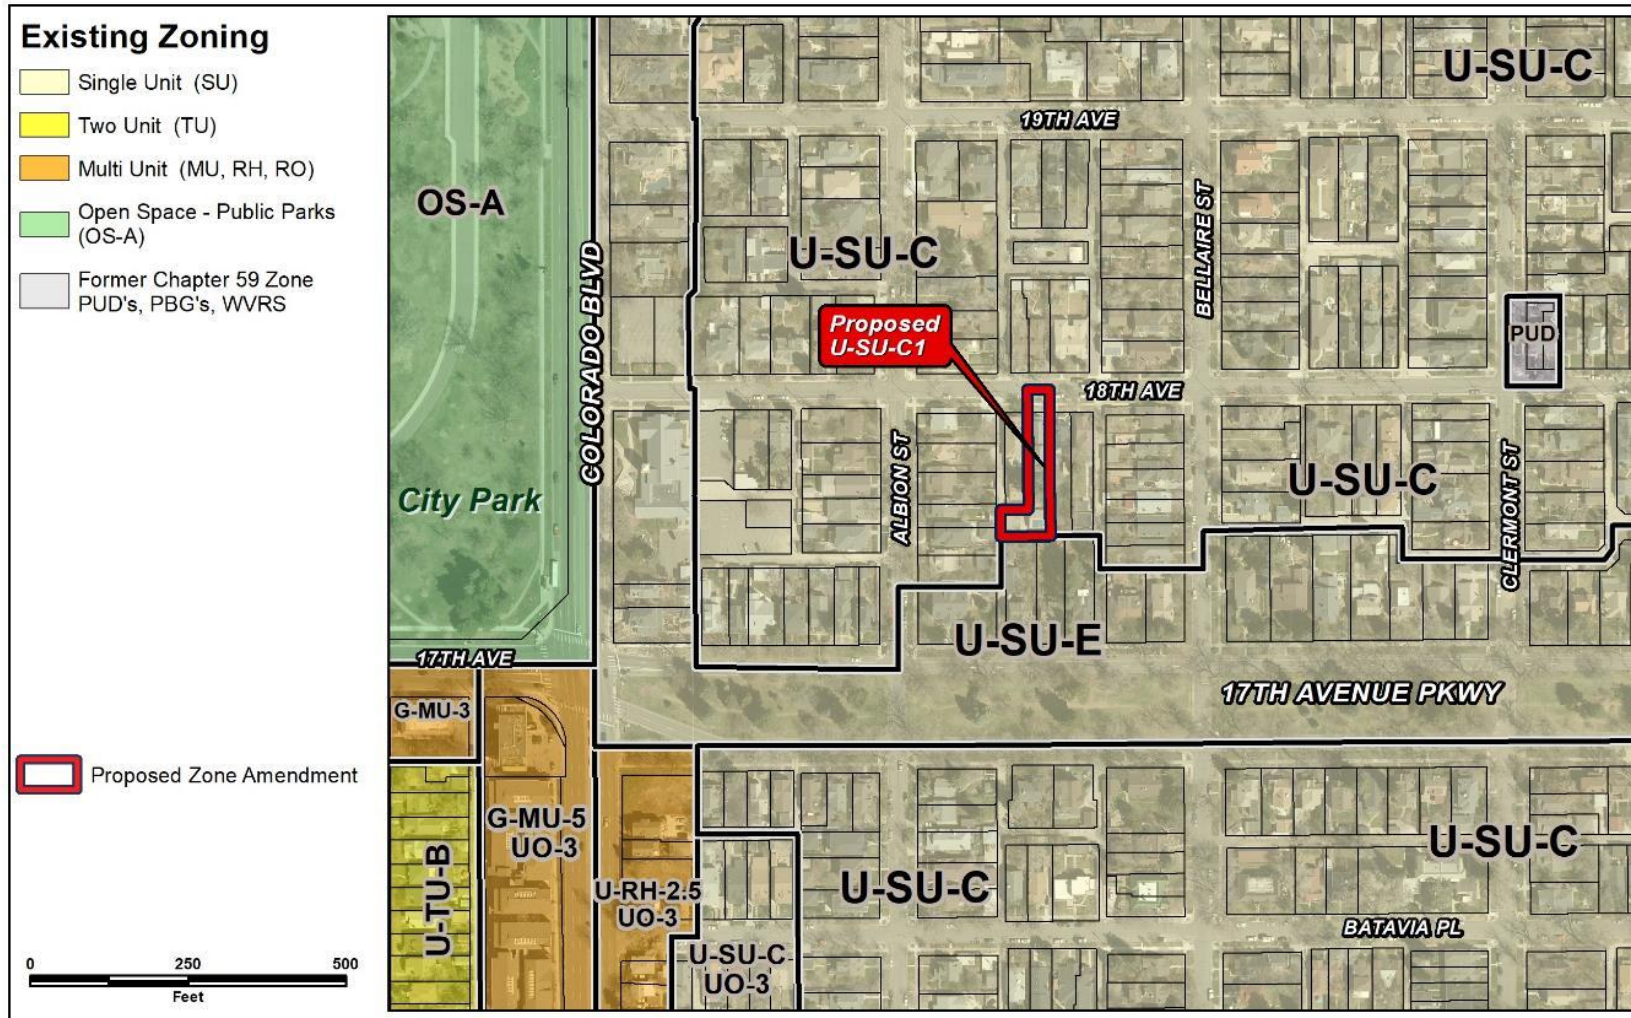 Existing Zoning
Single Unit (SU)
Two Unit (TU)
Multi Unit (MU, RH, RO)
Open Space - Public Parks
(OS-A)
Former Chapter 59 Zone
PUD's, PBG's, WVRS
Proposed Zone Amendment
0 250 500
Feet
U-SU-C
19TH AVE
OS-A
BELLAIRE ST
U-SU-C
COLORADO BLVD
Proposed
U-SU-C1
PUD
18TH AVE
ALBION ST
U-SU-C
CLERMONT ST
City Park
U-SU-E
17TH AVE
17TH AVENUE PKWY
G-MU-3
G-MU-5
UO-3
U-TU-B
U-RH-2.5
UO-3
U-SU-C
U-SU-C
BATAVIA PL
U-SU-C
UO-3